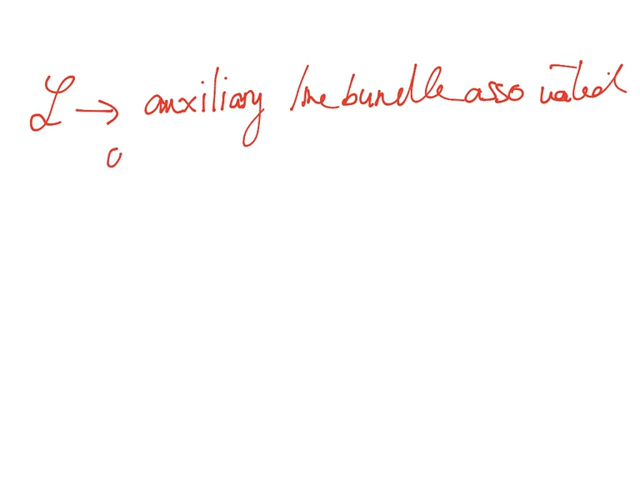 ℒ → auxiliary line bundle associated